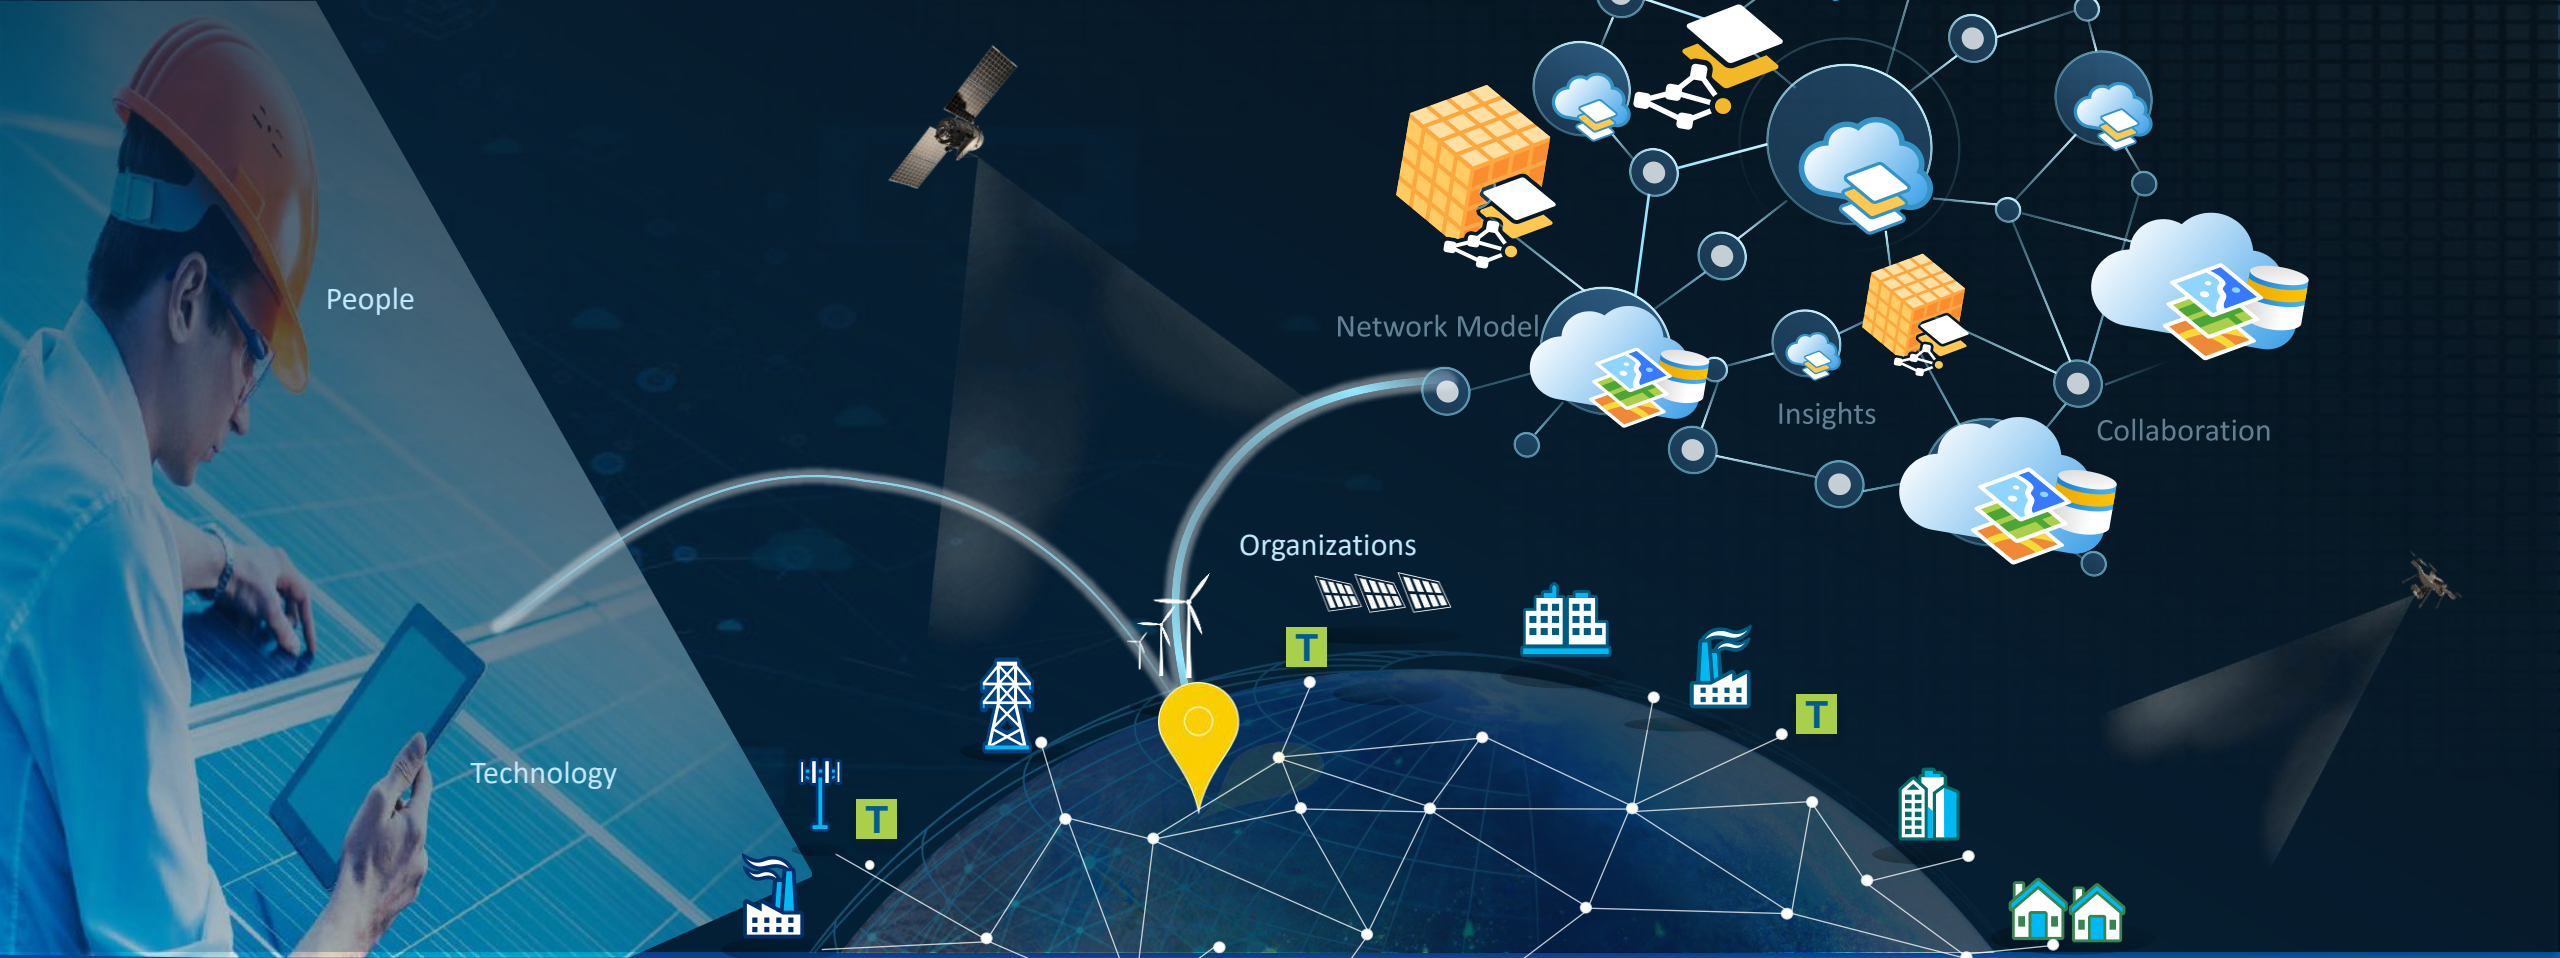 People
Network Model
Insights
Collaboration
Organizations
T
T
Technology
T